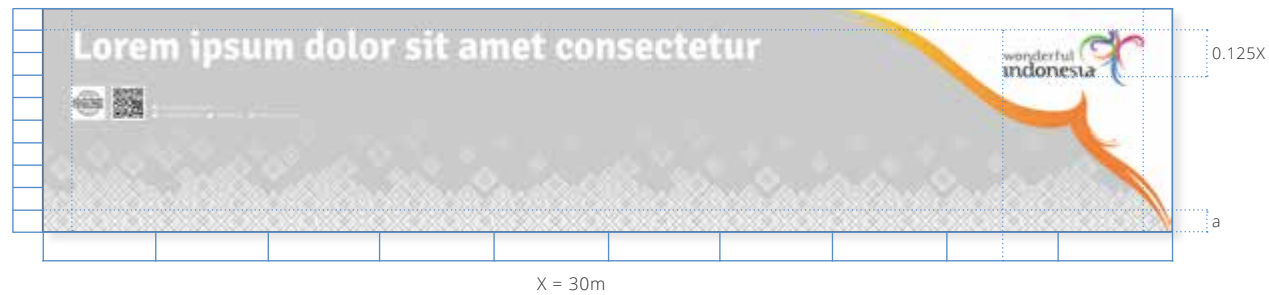 Lorem ipsum dolor sit amet consectetur
wonderful
indonesia
0.125X
a
X = 30m